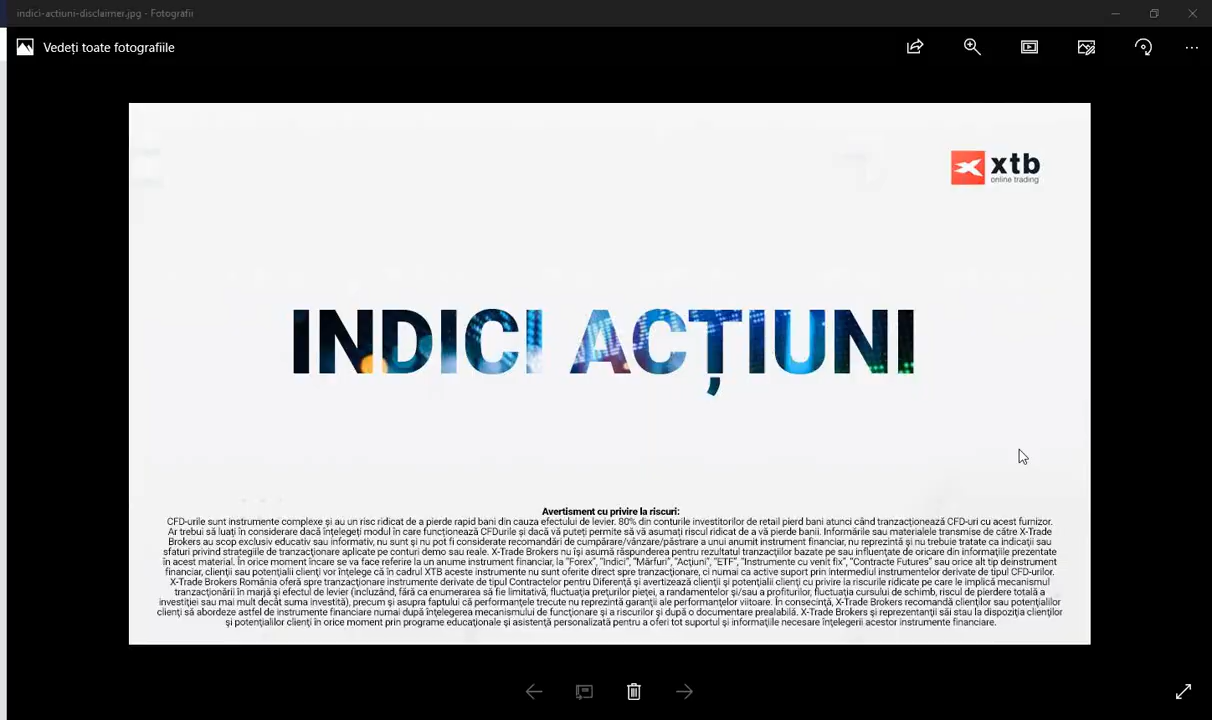 indici-actiuni-disclaimer.jpg - Fotografii
Vedeți toate fotografiile
xtb
online trading
INDICI ACȚIUNI
Avertisment cu privire la riscuri:
CFD-urile sunt instrumente complexe și au un risc ridicat de a pierde rapid bani din cauza efectului de levier. 80% din conturile investitorilor de retail pierd bani atunci când tranzacționează CFD-uri cu acest furnizor.
Ar trebui să luați în considerare dacă înțelegeți modul în care funcționează CFDurile și dacă vă puteți permite să vă asumați riscul ridicat de a vă pierde banii. Informările sau materialele transmise de către X-Trade
Brokers au scop exclusiv educativ sau informativ, nu sunt și nu pot fi considerate recomandări de cumpărare/vânzare/păstrare a unui anumit instrument financiar, nu reprezintă și nu trebuie tratate ca indicații sau
sfaturi privind strategiile de tranzacționare aplicate pe conturi demo sau reale. X-Trade Brokers nu își asumă răspunderea pentru rezultatul tranzacțiilor bazate pe sau influențate de oricare din informațiile prezentate
în acest material. În orice moment încare se va face referire la un anume instrument financiar, la "Forex", "Indici", "Mărfuri", "Acțiuni", "ETF", "Instrumente cu venit fix", "Contracte Futures" sau orice alt tip deinstrument
financiar, clienții sau potențialii clienți vor înțelege că în cadrul XTB aceste instrumente nu sunt oferite direct spre tranzacționare, ci numai ca active suport prin intermediul instrumentelor derivate de tipul CFD-urilor.
X-Trade Brokers România oferă spre tranzacționare instrumente derivate de tipul Contractelor pentru Diferență și avertizează clienții și potențialii clienți cu privire la riscurile ridicate pe care le implică mecanismul
tranzacționării în marjă și efectul de levier (incluzând, fără ca enumerarea să fie limitativă, fluctuația prețurilor pieței, a randamentelor și/sau a profiturilor, fluctuația cursului de schimb, riscul de pierdere totală a
investiției sau mai mult decât suma investită), precum și asupra faptului că performanțele trecute nu reprezintă garanții ale performanțelor viitoare. În consecință, X-Trade Brokers recomandă clienților sau potențialilor
clienți să abordeze astfel de instrumente financiare numai după înțelegerea mecanismului de funcționare și a riscurilor și după o documentare prealabilă. X-Trade Brokers și reprezentanții săi stau la dispoziția clienților
și potențialilor clienți în orice moment prin programe educaționale și asistență personalizată pentru a oferi tot suportul și informațiile necesare înțelegerii acestor instrumente financiare.